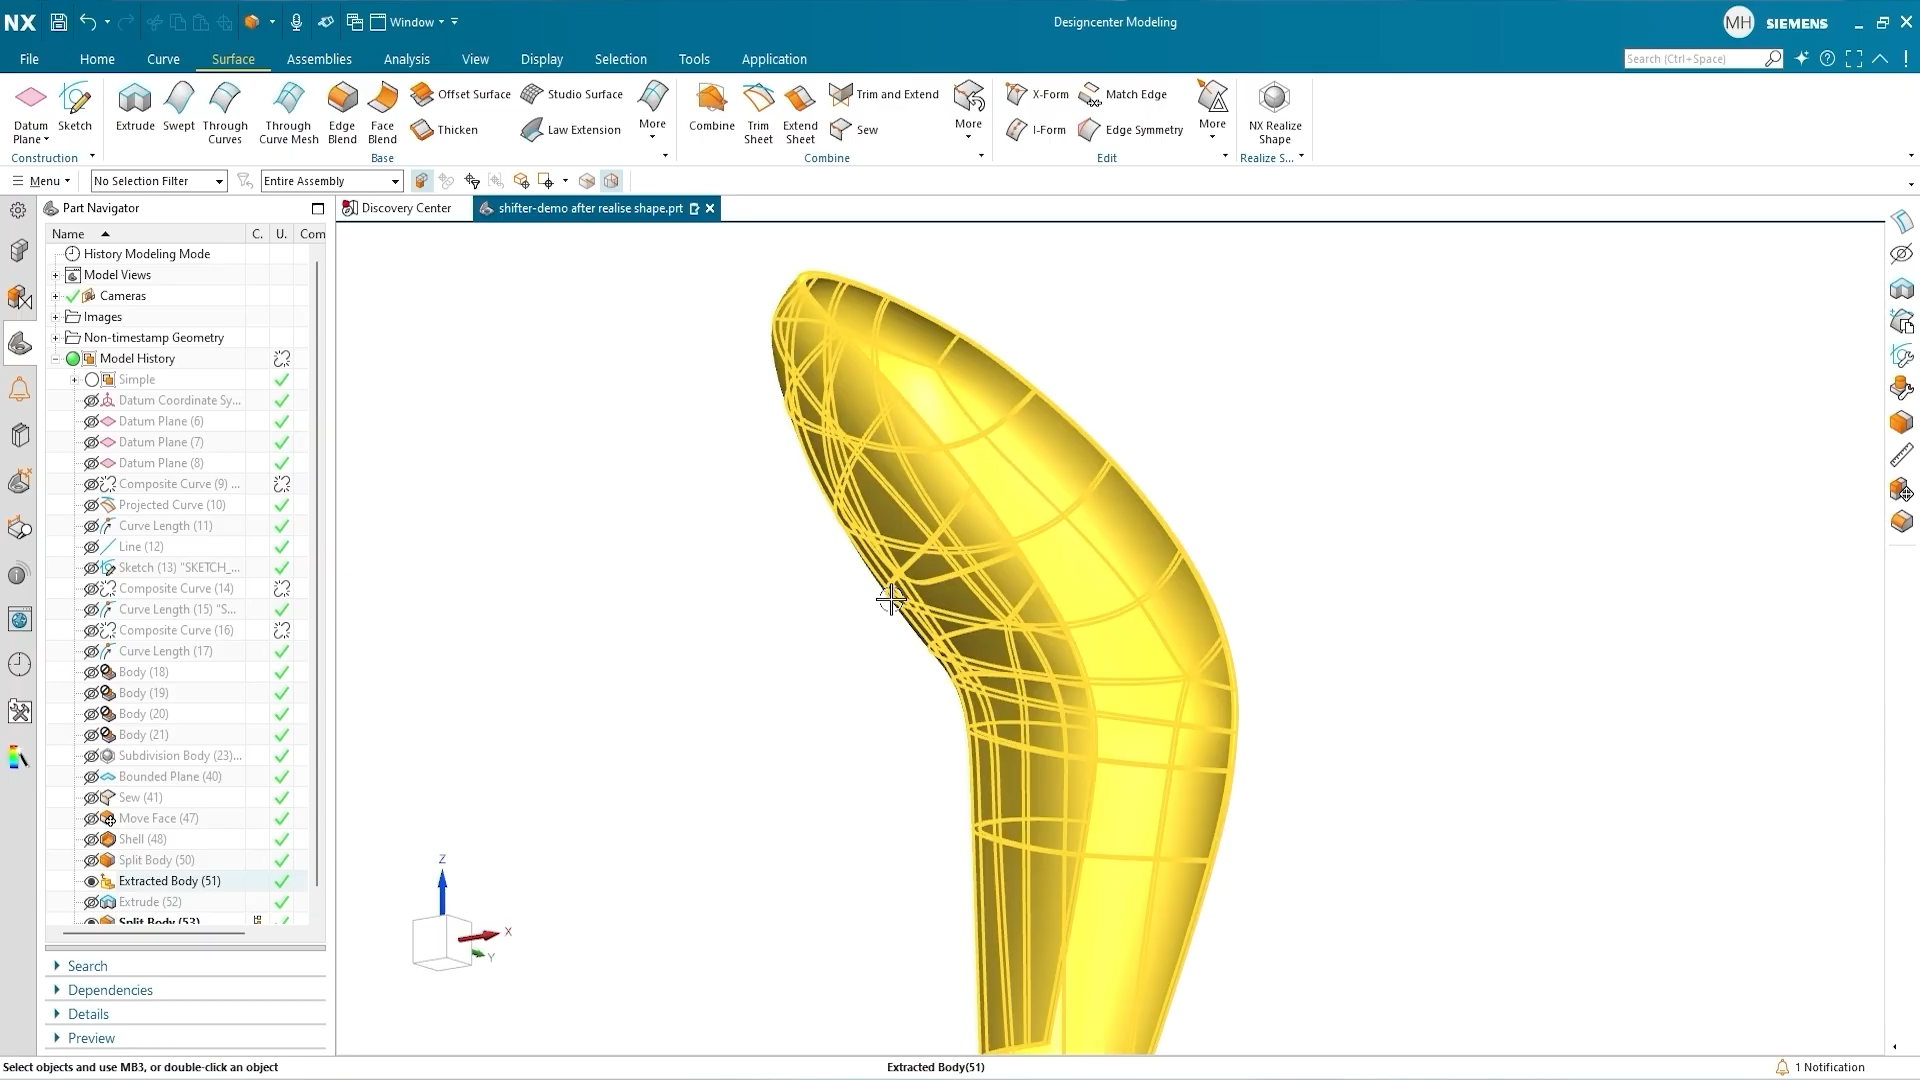 NX
Window
Designcenter Modeling
MH
SIEMENS
File
Home
Curve
Surface
Assemblies
Analysis
View
Display
Selection
Tools
Application
Search (Ctrl+Space)
Datum Plane
Sketch
Extrude
Swept
Through Curves
Through Curve Mesh
Edge Blend
Face Blend
Offset Surface
Thicken
Studio Surface
Law Extension
More
Combine
Trim Sheet
Extend Sheet
Trim and Extend
Sew
More
X-Form
I-Form
Match Edge
Edge Symmetry
More
NX Realize Shape
Construction
Base
Combine
Edit
Realize S...
Menu
No Selection Filter
Entire Assembly
Part Navigator
Discovery Center
shifter-demo after realise shape.prt
Name
C.
U.
Com
History Modeling Mode
Model Views
Cameras
Images
Non-timestamp Geometry
Model History
Simple
Datum Coordinate Sy...
Datum Plane (6)
Datum Plane (7)
Datum Plane (8)
Composite Curve (9) ...
Projected Curve (10)
Curve Length (11)
Line (12)
Sketch (13) "SKETCH_...
Composite Curve (14)
Curve Length (15) "S...
Composite Curve (16)
Curve Length (17)
Body (18)
Body (19)
Body (20)
Body (21)
Subdivision Body (23)...
Bounded Plane (40)
Sew (41)
Move Face (47)
Shell (48)
Split Body (50)
Extracted Body (51)
Extrude (52)
Split Body (53)
Z
X
Y
Search
Dependencies
Details
Preview
Select objects and use MB3, or double-click an object
Extracted Body(51)
1 Notification